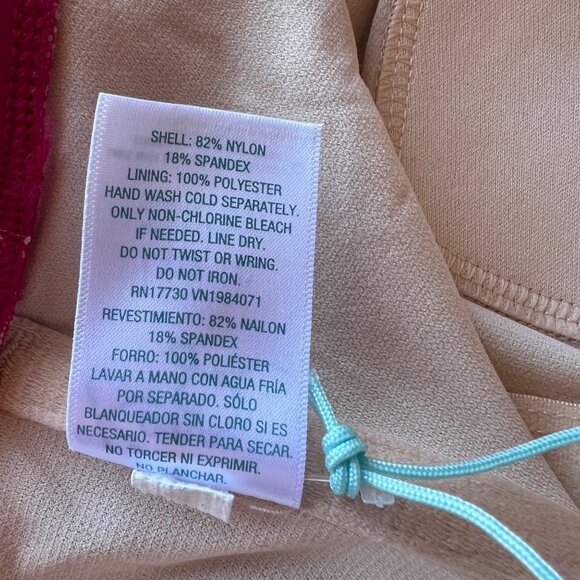 SHELL: 82% NYLON
18% SPANDEX
LINING: 100% POLYESTER
HAND WASH COLD SEPARATELY.
ONLY NON-CHLORINE BLEACH
IF NEEDED. LINE DRY.
DO NOT TWIST OR WRING.
DO NOT IRON.
RN17730 VN1984071
REVESTIMIENTO: 82% NAILON
18% SPANDEX
FORRO: 100% POLIÉSTER
LAVAR A MANO CON AGUA FRÍA
POR SEPARADO. SÓLO
BLANQUEADOR SIN CLORO SI ES
NECESARIO. TENDER PARA SECAR.
NO TORCER NI EXPRIMIR.
NO PLANCHAR.